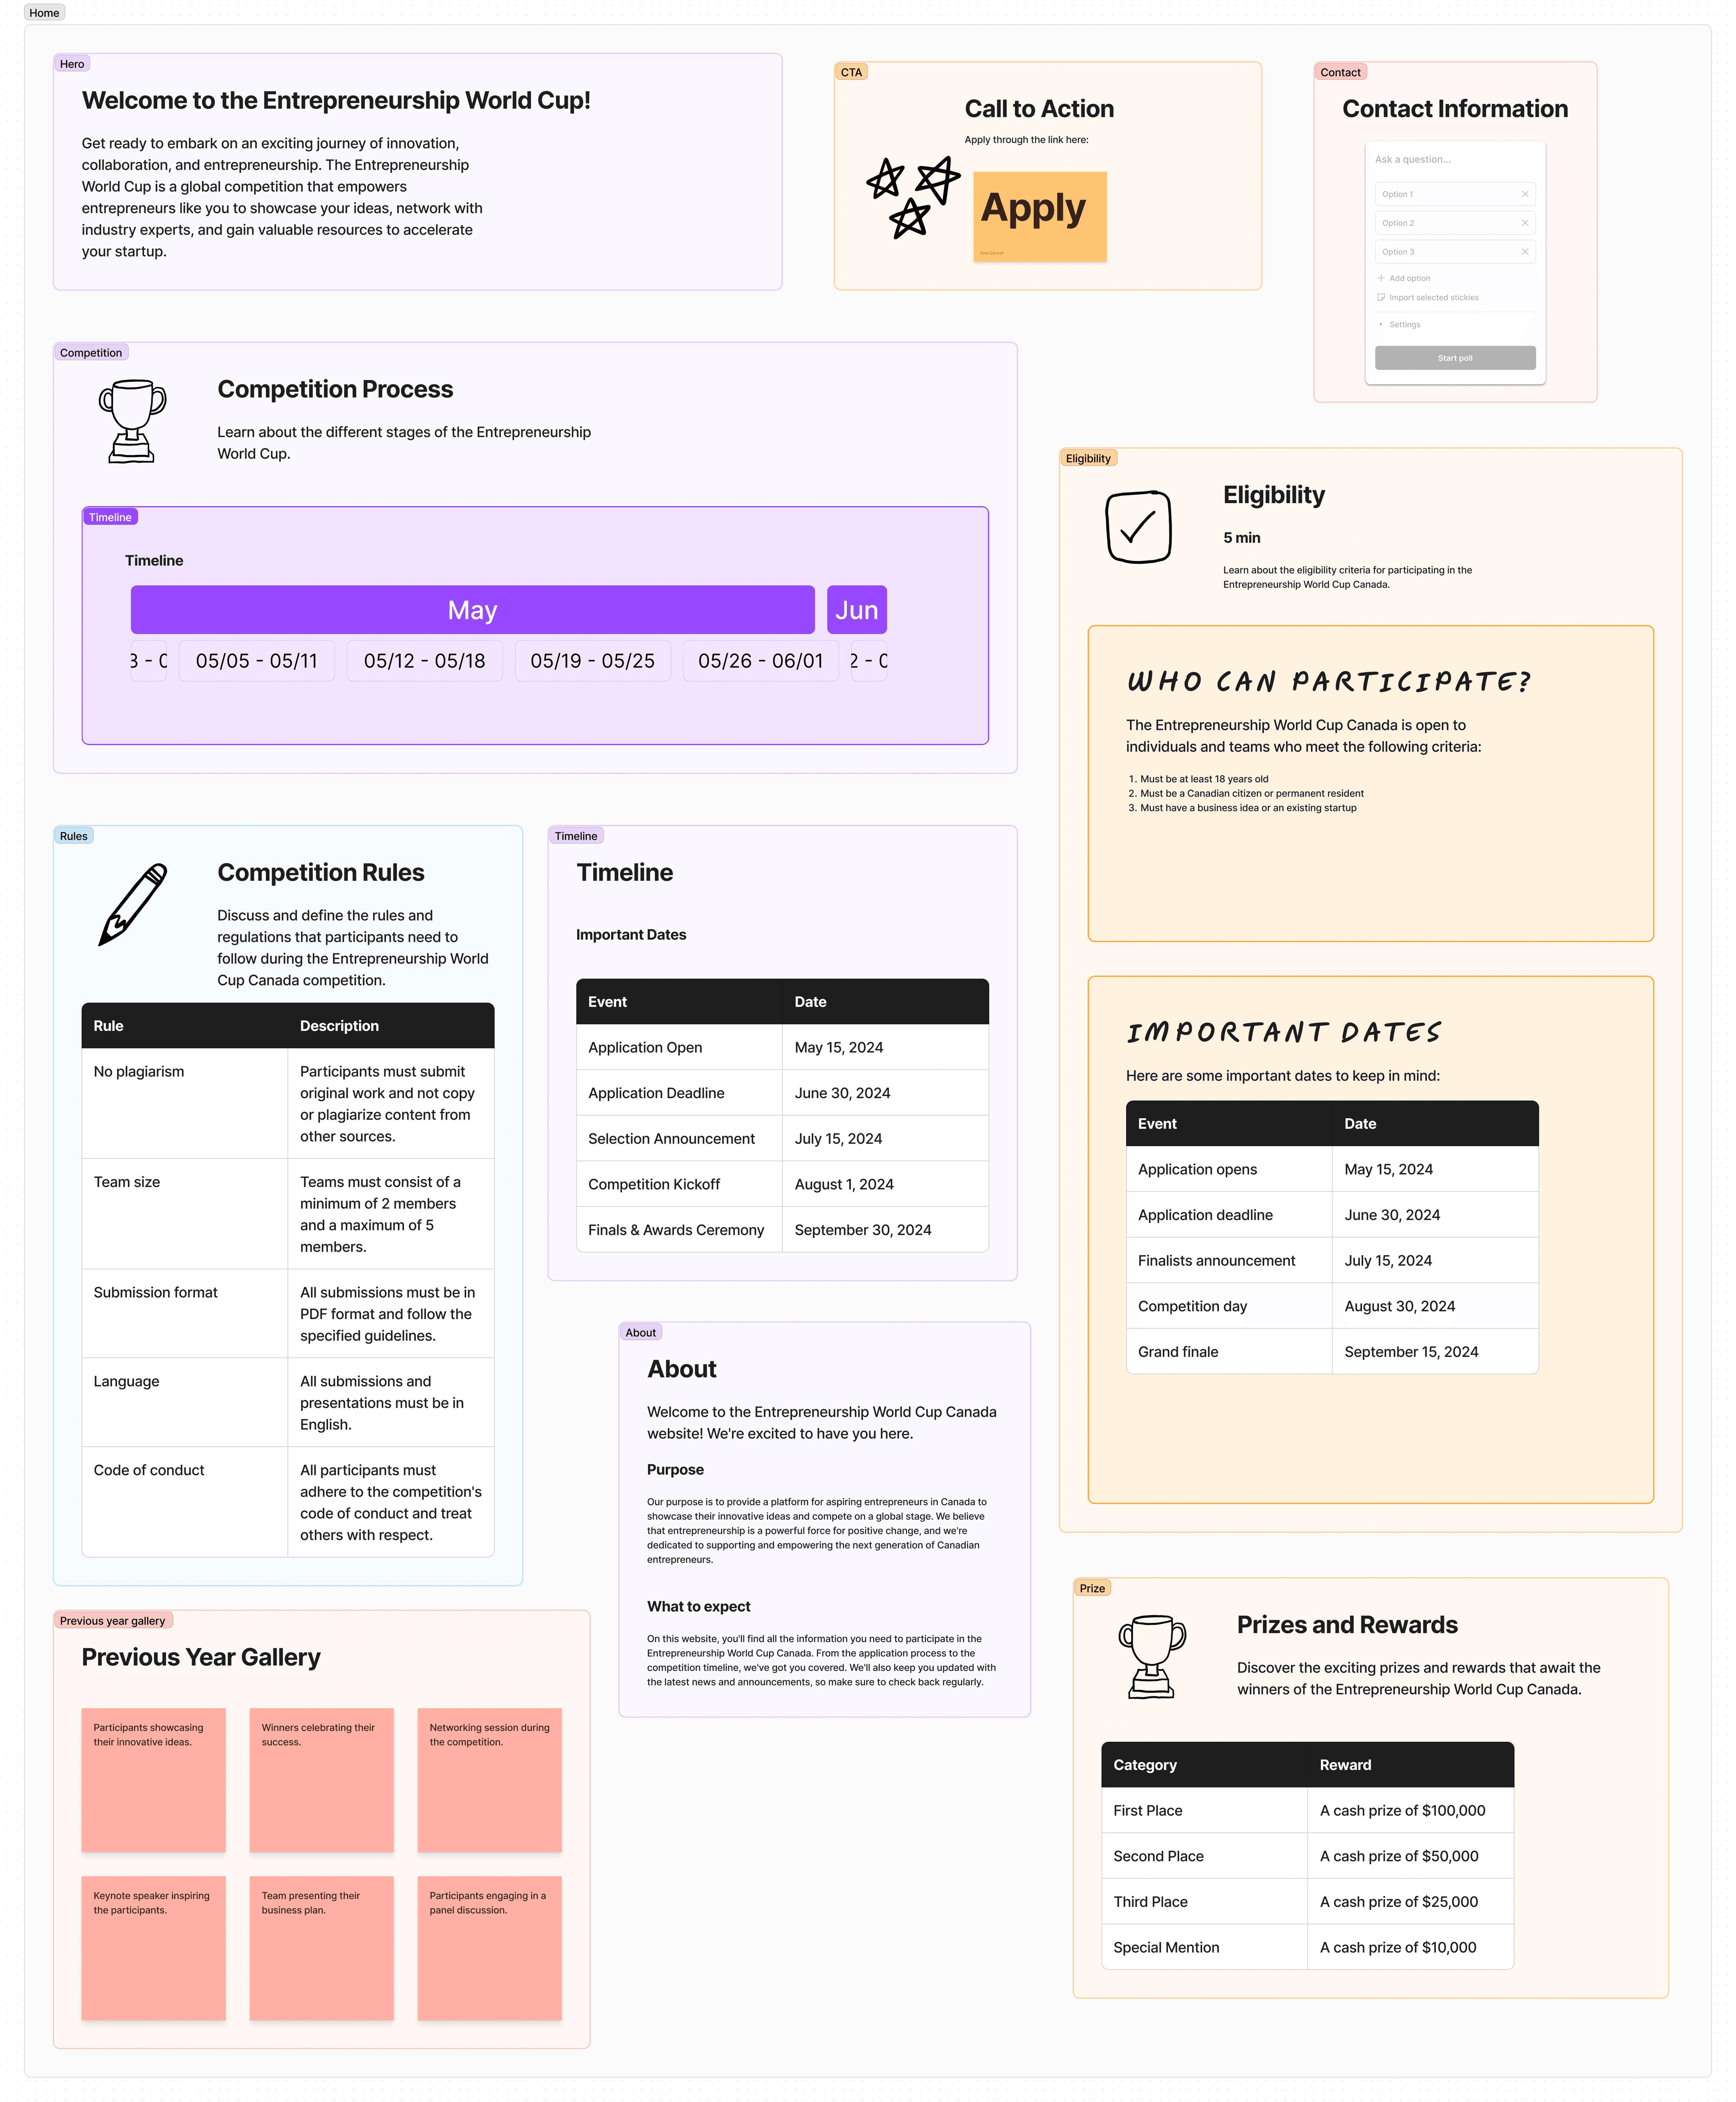 Home
Hero
Welcome to the Entrepreneurship World Cup!
Get ready to embark on an exciting journey of innovation,
collaboration, and entrepreneurship. The Entrepreneurship
World Cup is a global competition that empowers
entrepreneurs like you to showcase your ideas, network with
industry experts, and gain valuable resources to accelerate
your startup.
CTA
Call to Action
Apply through the link here:
Apply
Contact
Contact Information
Ask a question...
Option 1
Option 2
Option 3
Add option
Import selected stickies
Settings
Start poll
Competition
Competition Process
Learn about the different stages of the Entrepreneurship
World Cup.
Timeline
Timeline
May
Jun
05/05 - 05/11
05/12 - 05/18
05/19 - 05/25
05/26 - 06/01
Eligibility
Eligibility
5 min
Learn about the eligibility criteria for participating in the
Entrepreneurship World Cup Canada.
WHO CAN PARTICIPATE?
The Entrepreneurship World Cup Canada is open to
individuals and teams who meet the following criteria:
1. Must be at least 18 years old
2. Must be a Canadian citizen or permanent resident
3. Must have a business idea or an existing startup
IMPORTANT DATES
Here are some important dates to keep in mind:
Event Date
Application opens May 15, 2024
Application deadline June 30, 2024
Finalists announcement July 15, 2024
Competition day August 30, 2024
Grand finale September 15, 2024
Rules
Competition Rules
Discuss and define the rules and
regulations that participants need to
follow during the Entrepreneurship World
Cup Canada competition.
Rule Description
No plagiarism Participants must submit
original work and not copy
or plagiarize content from
other sources.
Team size Teams must consist of a
minimum of 2 members
and a maximum of 5
members.
Submission format All submissions must be in
PDF format and follow the
specified guidelines.
Language All submissions and
presentations must be in
English.
Code of conduct All participants must
adhere to the competition's
code of conduct and treat
others with respect.
Timeline
Timeline
Important Dates
Event Date
Application Open May 15, 2024
Application Deadline June 30, 2024
Selection Announcement July 15, 2024
Competition Kickoff August 1, 2024
Finals & Awards Ceremony September 30, 2024
About
About
Welcome to the Entrepreneurship World Cup Canada
website! We're excited to have you here.
Purpose
Our purpose is to provide a platform for aspiring entrepreneurs in Canada to
showcase their innovative ideas and compete on a global stage. We believe
that entrepreneurship is a powerful force for positive change, and we're
dedicated to supporting and empowering the next generation of Canadian
entrepreneurs.
What to expect
On this website, you'll find all the information you need to participate in the
Entrepreneurship World Cup Canada. From the application process to the
competition timeline, we've got you covered. We'll also keep you updated with
the latest news and announcements, so make sure to check back regularly.
Previous year gallery
Previous Year Gallery
Participants showcasing
their innovative ideas.
Winners celebrating their
success.
Networking session during
the competition.
Keynote speaker inspiring
the participants.
Team presenting their
business plan.
Participants engaging in a
panel discussion.
Prize
Prizes and Rewards
Discover the exciting prizes and rewards that await the
winners of the Entrepreneurship World Cup Canada.
Category Reward
First Place A cash prize of $100,000
Second Place A cash prize of $50,000
Third Place A cash prize of $25,000
Special Mention A cash prize of $10,000